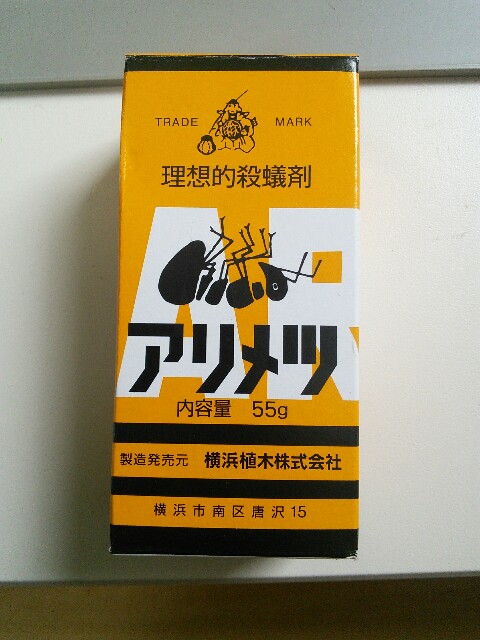 TRADE MARK
理想的殺蟻剤
AR
アリメツ
内容量 55g
製造発売元 横浜植木株式会社
横浜市南区唐沢15